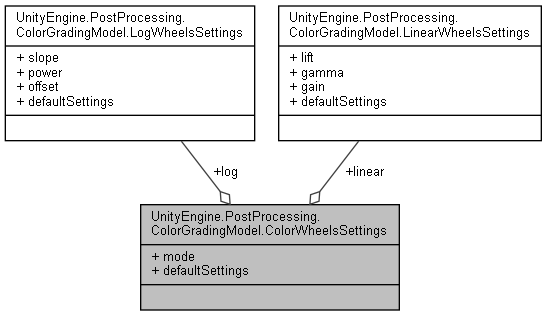 UnityEngine.PostProcessing.
ColorGradingModel.LogWheelsSettings
+ slope
+ power
+ offset
+ defaultSettings
UnityEngine.PostProcessing.
ColorGradingModel.LinearWheelsSettings
+ lift
+ gamma
+ gain
+ defaultSettings
+log
+linear
UnityEngine.PostProcessing.
ColorGradingModel.ColorWheelsSettings
+ mode
+ defaultSettings